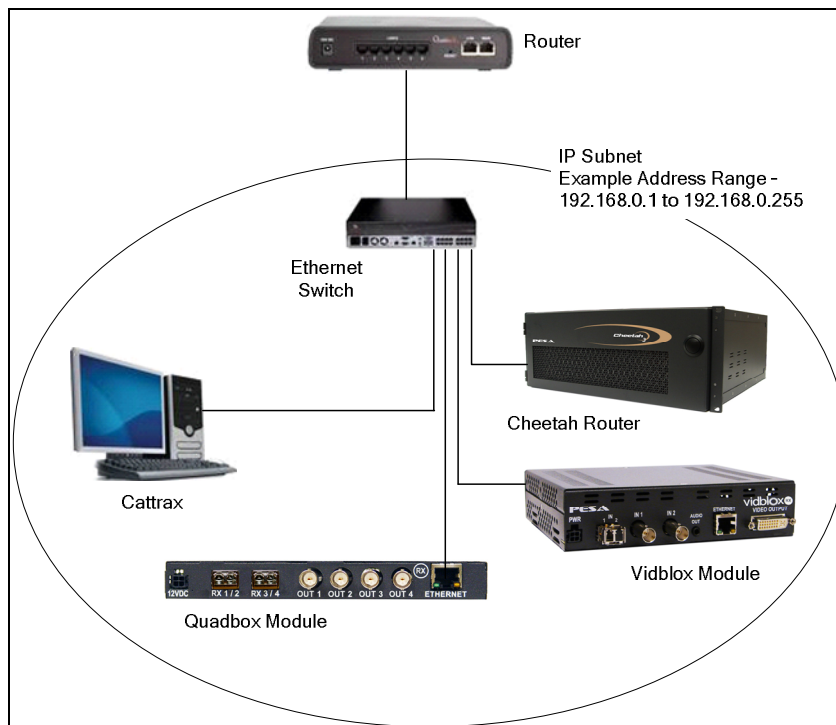 Router
IP Subnet
Example Address Range -
192.168.0.1 to 192.168.0.255
Ethernet
Switch
Cheetah
PESA
Cheetah Router
Cattrax
PESA
vidblox
PWR
IN
IN 1
IN 2
AUDIO
OUT
ETHERNET
VIDEO OUTPUT
Vidblox Module
12VDC
RX 1 / 2
RX 3 / 4
OUT 1
OUT 2
OUT 3
OUT 4
RX
ETHERNET
Quadbox Module